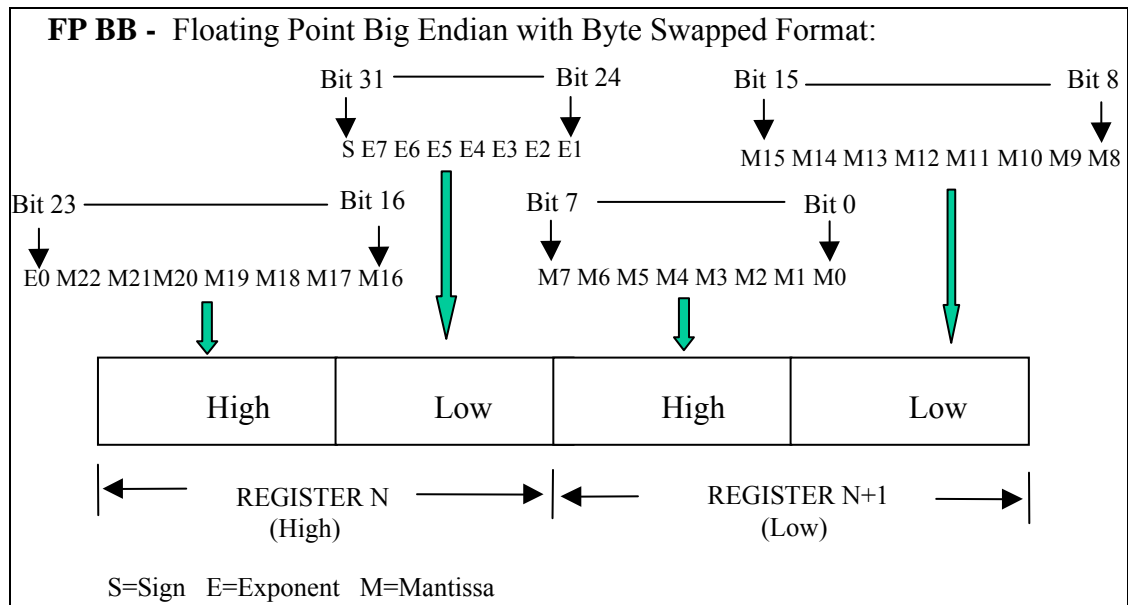 FP BB - Floating Point Big Endian with Byte Swapped Format:
Bit 31 Bit 24 Bit 15 Bit 8
S E7 E6 E5 E4 E3 E2 E1
M15 M14 M13 M12 M11 M10 M9 M8
Bit 23 Bit 16 Bit 7 Bit 0
E0 M22 M21M20 M19 M18 M17 M16
M7 M6 M5 M4 M3 M2 M1 M0
High Low High Low
REGISTER N REGISTER N+1
(High) (Low)
S=Sign E=Exponent M=Mantissa